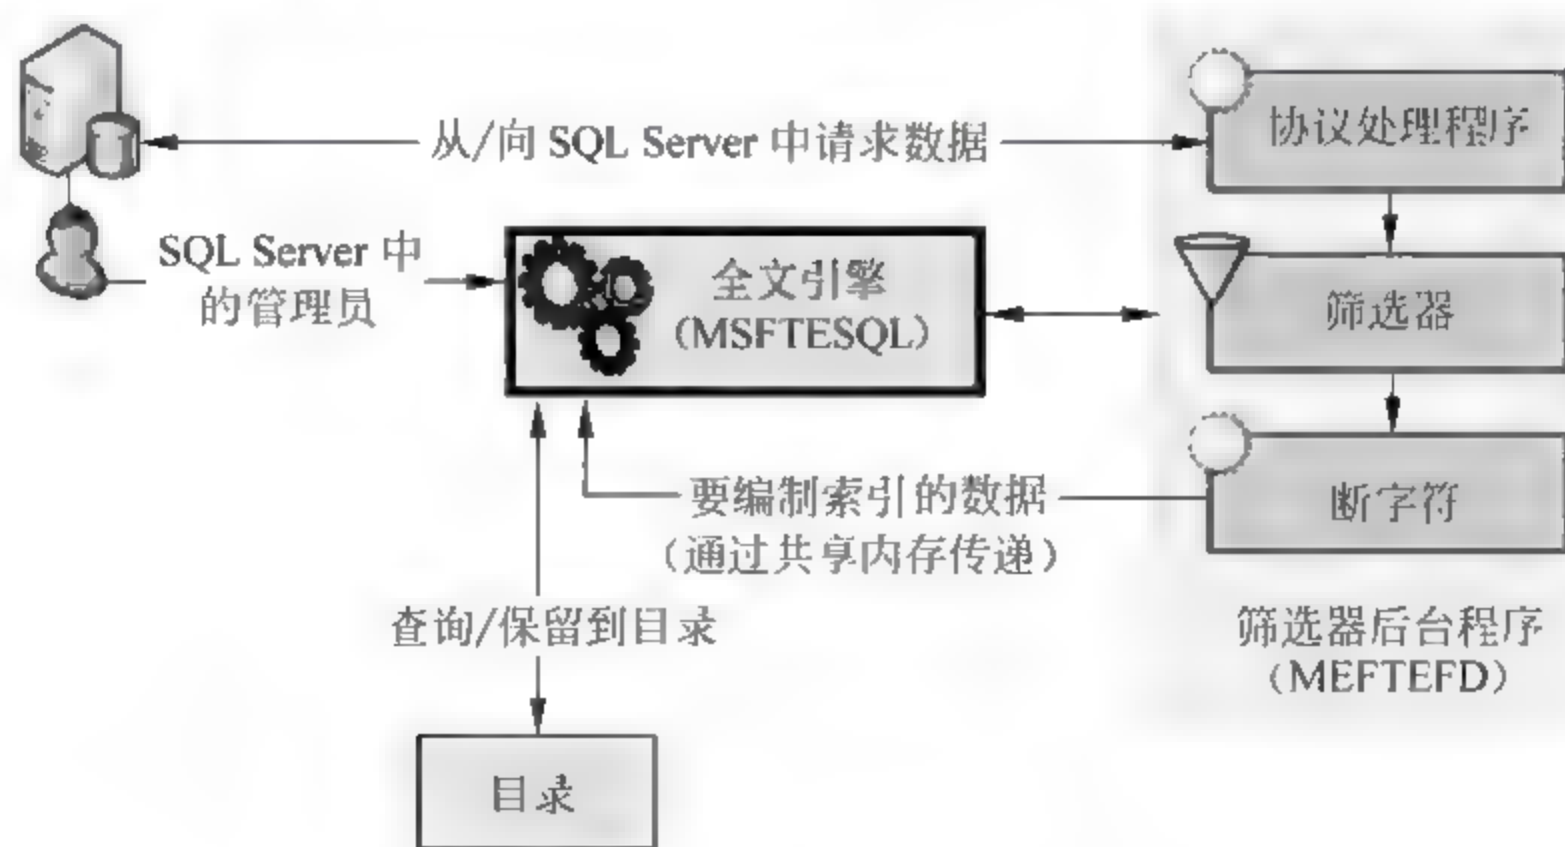 从/向 SQL Server 中请求数据
协议处理程序
SQL Server 中
的管理员
全文引擎
(MSFTESQL)
筛选器
要编制索引的数据
(通过共享内存传递)
断字符
查询/保留到目录
筛选器后台程序
(MEFTEFD)
目录